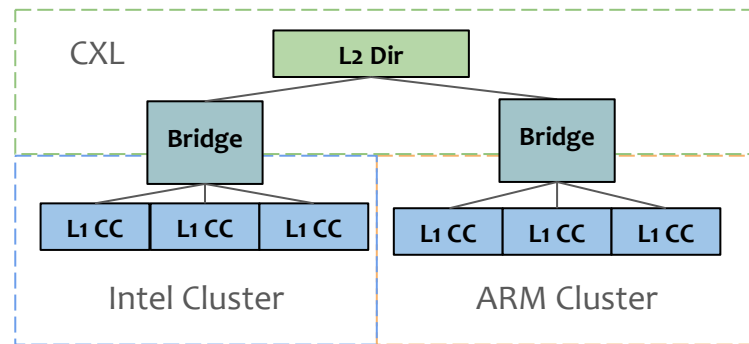 CXL
L2 Dir
Bridge
Bridge
L1 CC L1 CC L1 CC
L1 CC L1 CC L1 CC
Intel Cluster
ARM Cluster